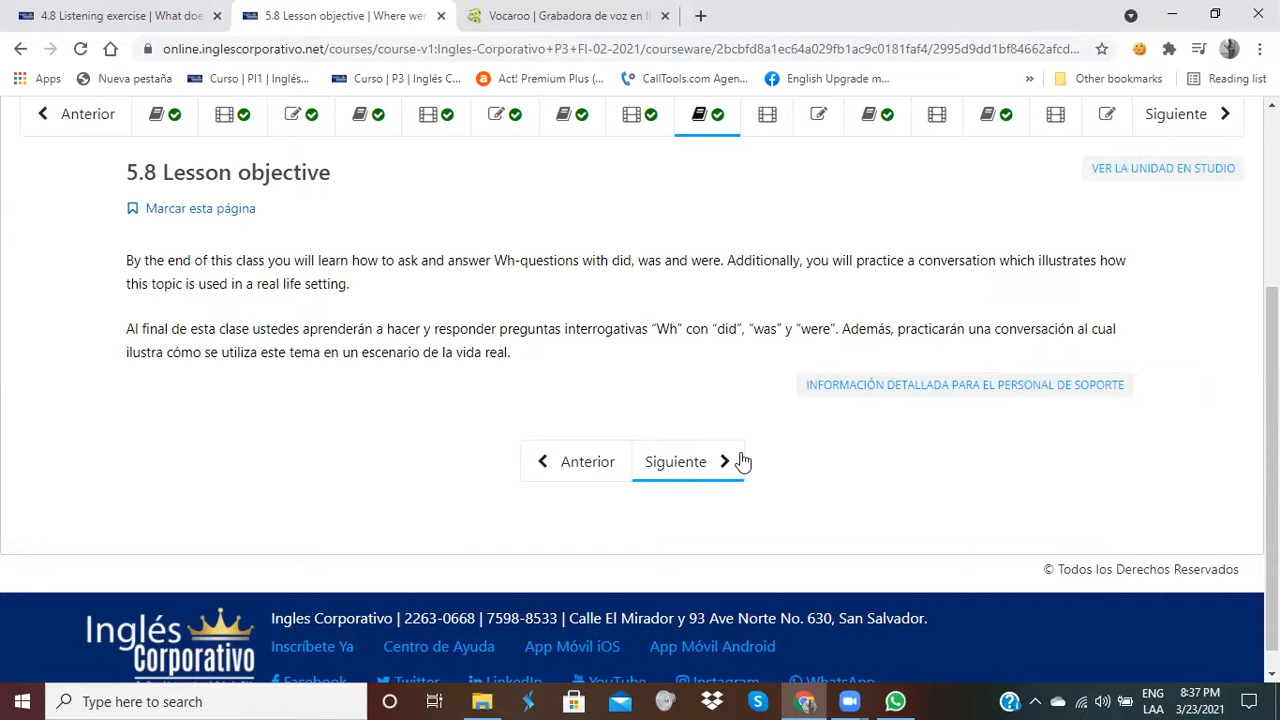 4.8 Listening exercise | What doe
5.8 Lesson objective | Where wer
Vocaroo | Grabadora de voz en lí
online.inglescorporativo.net/courses/course-v1:Ingles-Corporativo+P3+FI-02-2021/courseware/2bcbfd8a1ec64a029fb1ac9c0181faf4/2995d9dd1bf84662afcd...
Apps Nueva pestaña Curso | PI1 | Inglés... Curso | P3 | Inglés C... Act! Premium Plus (... CallTools.com Agen... English Upgrade m... » Other bookmarks Reading list
Anterior Siguiente
5.8 Lesson objective
VER LA UNIDAD EN STUDIO
Marcar esta página
By the end of this class you will learn how to ask and answer Wh-questions with did, was and were. Additionally, you will practice a conversation which illustrates how
this topic is used in a real life setting.
Al final de esta clase ustedes aprenderán a hacer y responder preguntas interrogativas “Wh” con “did”, “was” y “were”. Además, practicarán una conversación al cual
ilustra cómo se utiliza este tema en un escenario de la vida real.
INFORMACIÓN DETALLADA PARA EL PERSONAL DE SOPORTE
Anterior Siguiente
© Todos los Derechos Reservados
Inglés Corporativo
Ingles Corporativo | 2263-0668 | 7598-8533 | Calle El Mirador y 93 Ave Norte No. 630, San Salvador.
Inscríbete Ya Centro de Ayuda App Móvil iOS App Móvil Android
Facebook Twitter LinkedIn YouTube Instagram WhatsApp
Type here to search
ENG
LAA
8:37 PM
3/23/2021